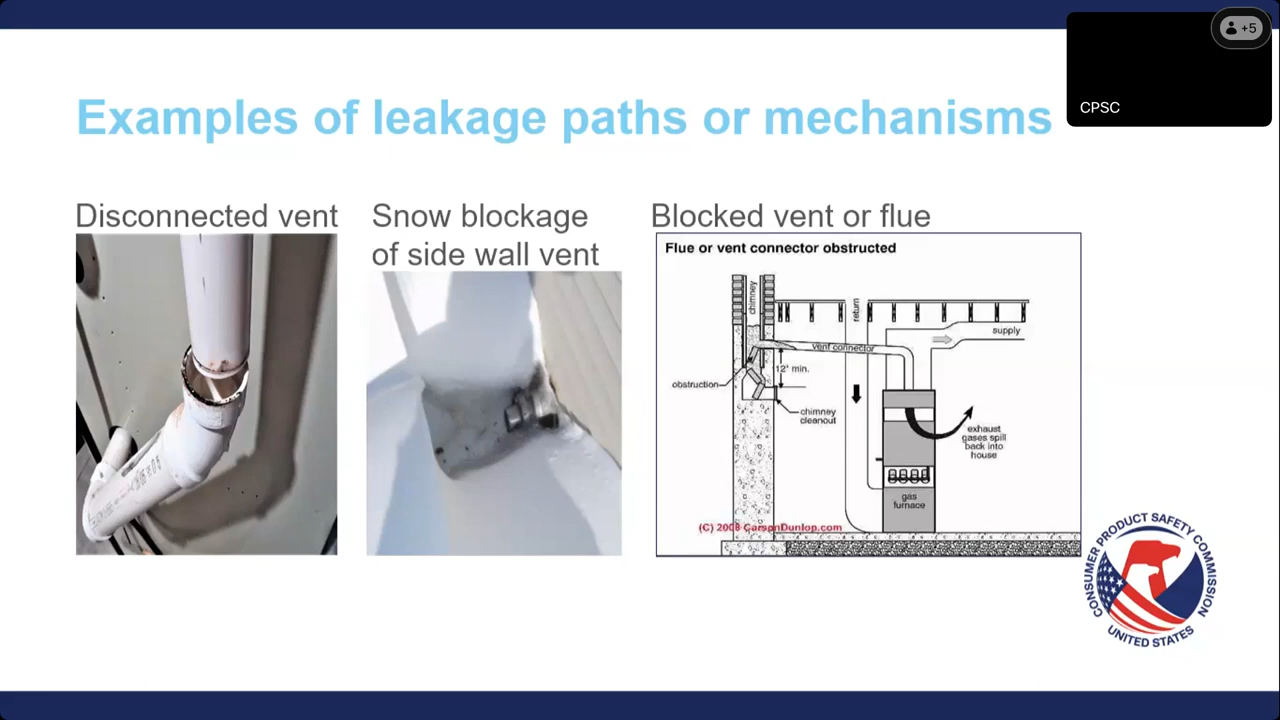 +5
CPSC
Examples of leakage paths or mechanisms
Disconnected vent
Snow blockage
of side wall vent
Blocked vent or flue
Flue or vent connector obstructed
chimney
return
supply
vent connector
12" min.
obstruction
chimney
cleanout
exhaust
gases spill
back into
house
gas
furnace
(C) 2008 CarsonDunlop.com
CONSUMER PRODUCT SAFETY COMMISSION
UNITED STATES